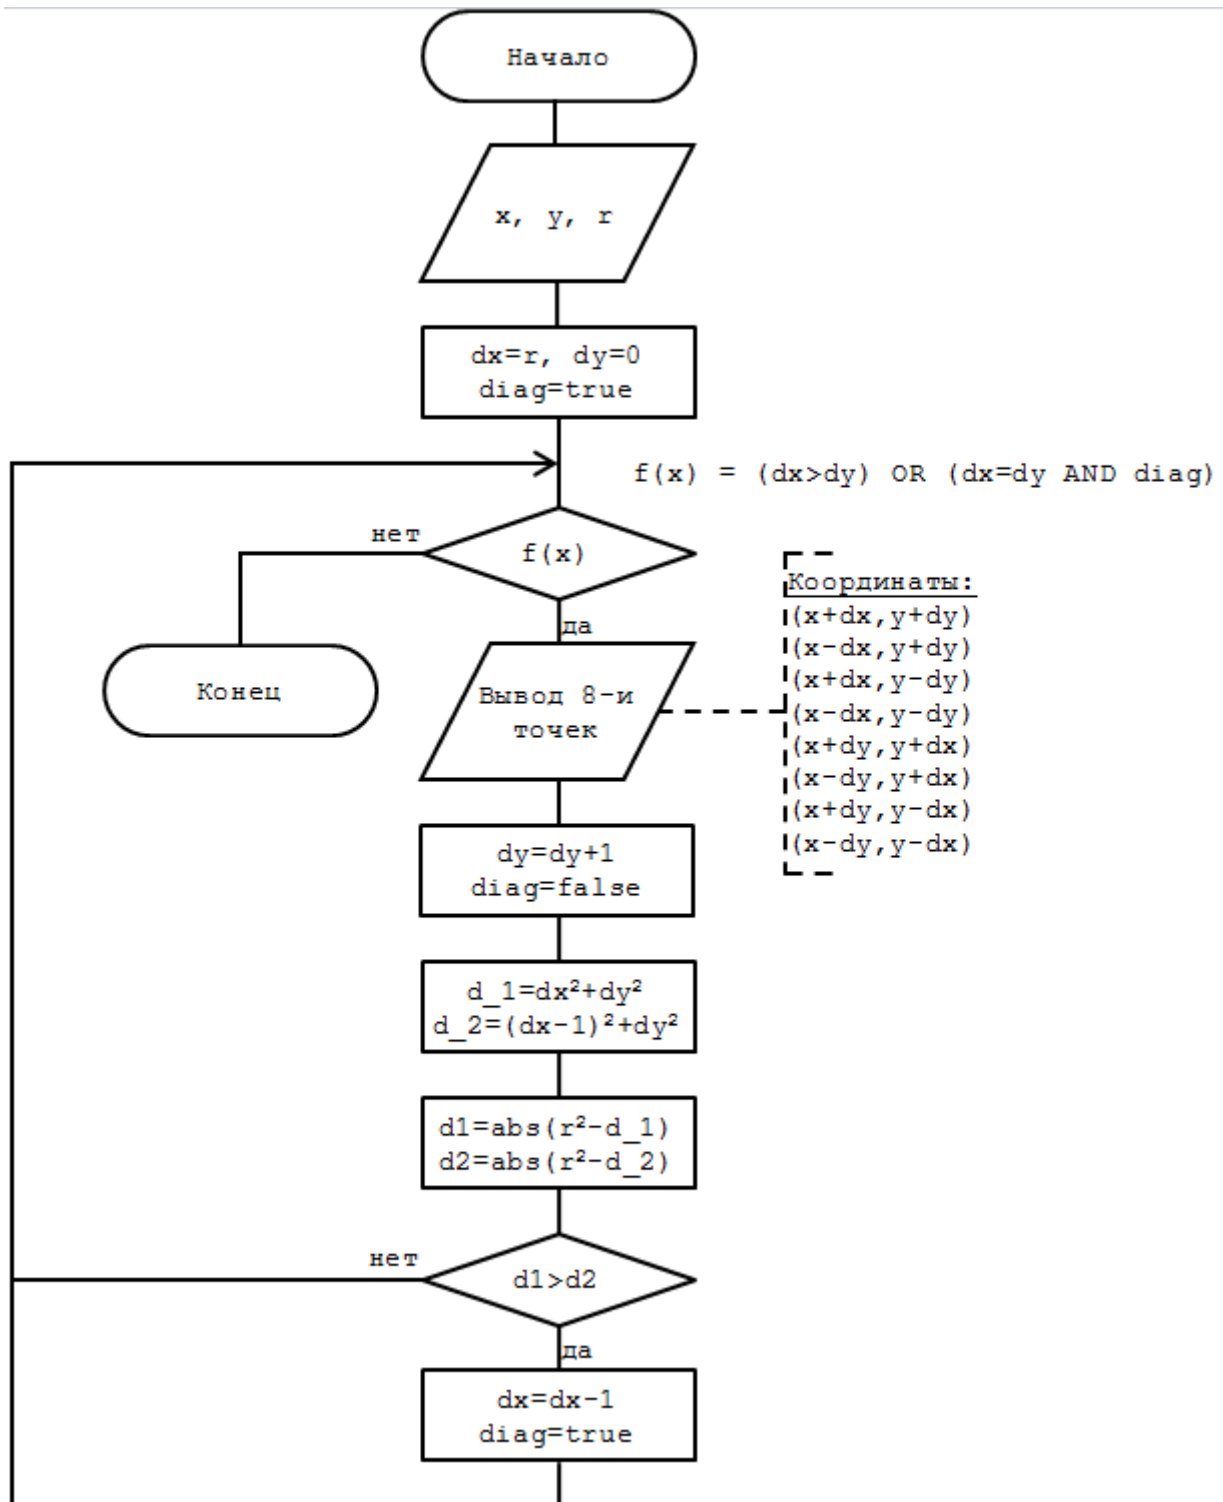 Начало
x, y, r
dx=r, dy=0
diag=true
f(x) = (dx>dy) OR (dx=dy AND diag)
нет
f(x)
да
Конец
Вывод 8-и
точек
Координаты:
(x+dx,y+dy)
(x-dx,y+dy)
(x+dx,y-dy)
(x-dx,y-dy)
(x+dy,y+dx)
(x-dy,y+dx)
(x+dy,y-dx)
(x-dy,y-dx)
dy=dy+1
diag=false
d_1=dx²+dy²
d_2=(dx-1)²+dy²
d1=abs(r²-d_1)
d2=abs(r²-d_2)
нет
d1>d2
да
dx=dx-1
diag=true